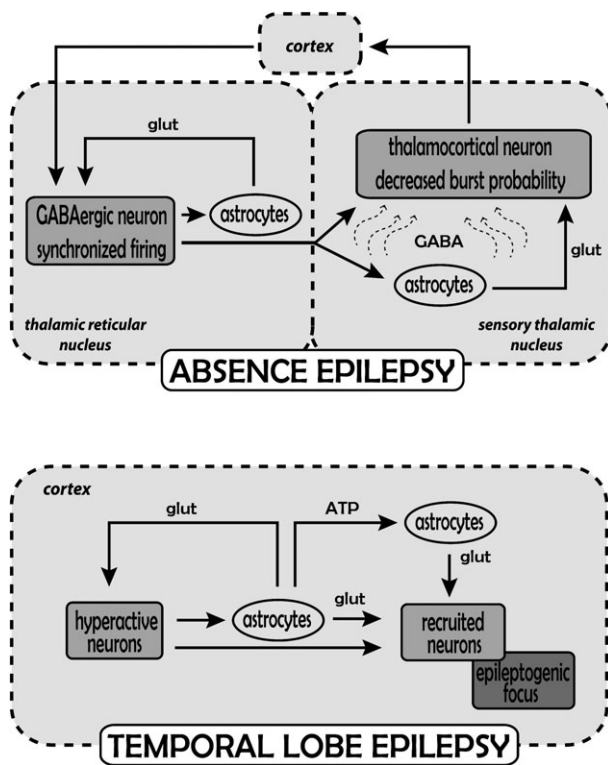 cortex
glut
thalamocortical neuron
decreased burst probability
GABAergic neuron
synchronized firing
astrocytes
GABA
glut
astrocytes
thalamic reticular
nucleus
sensory thalamic
nucleus
ABSENCE EPILEPSY
cortex
glut
ATP
astrocytes
glut
hyperactive
neurons
astrocytes
glut
recruited
neurons
epileptogenic
focus
TEMPORAL LOBE EPILEPSY